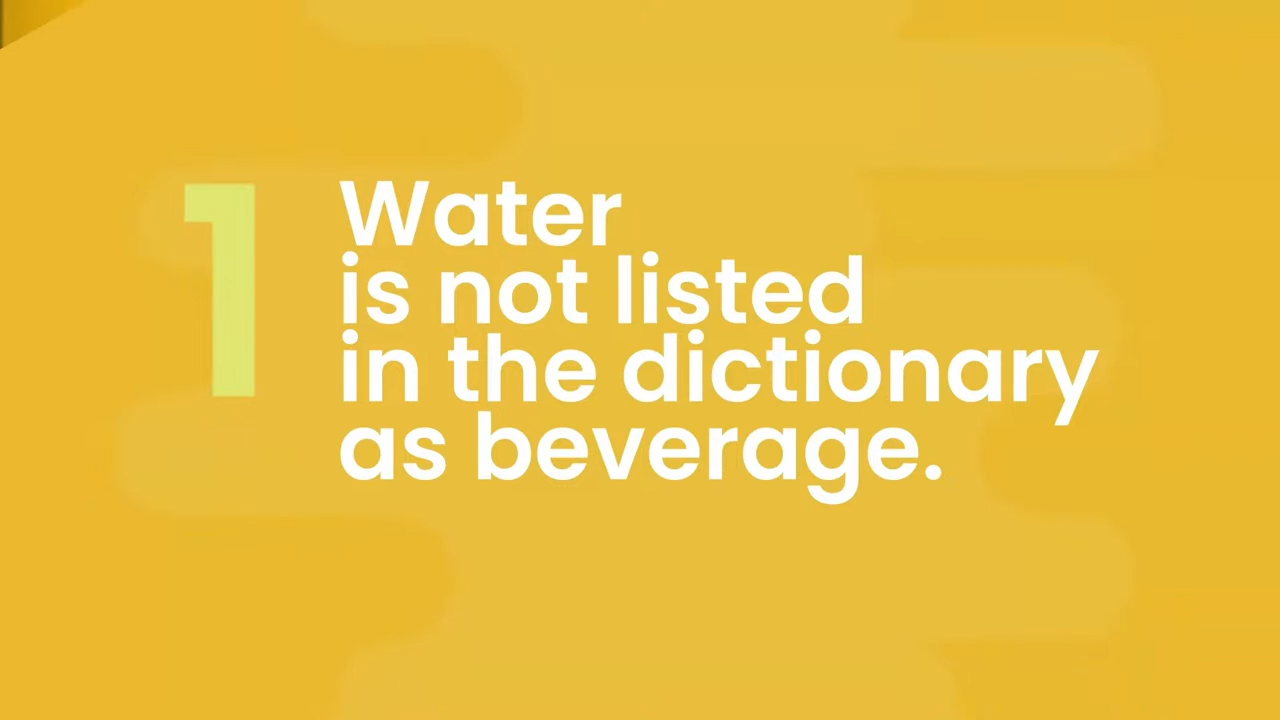 1
Water
is not listed
in the dictionary
as beverage.